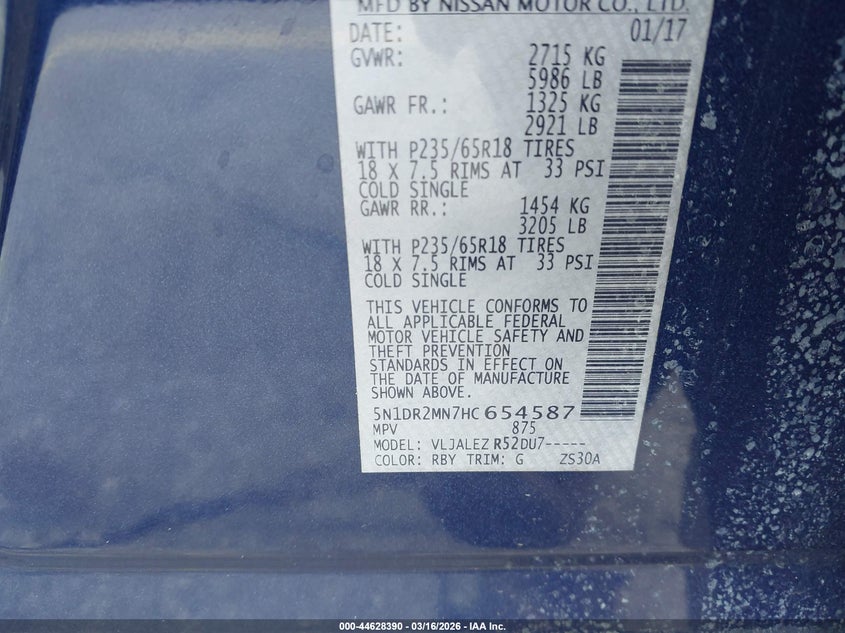 MFD BY NISSAN MOTOR CO., LTD.
DATE: 01/17
GVWR: 2715 KG
5986 LB
GAWR FR.: 1325 KG
2921 LB
WITH P235/65R18 TIRES
18 X 7.5 RIMS AT 33 PSI
COLD SINGLE
GAWR RR.: 1454 KG
3205 LB
WITH P235/65R18 TIRES
18 X 7.5 RIMS AT 33 PSI
COLD SINGLE
THIS VEHICLE CONFORMS TO
ALL APPLICABLE FEDERAL
MOTOR VEHICLE SAFETY AND
THEFT PREVENTION
STANDARDS IN EFFECT ON
THE DATE OF MANUFACTURE
SHOWN ABOVE.
5N1DR2MN7HC654587
MPV 875
MODEL: VLJALEZ R52DU7-----
COLOR: RBY TRIM: G ZS30A
000-44628390 - 03/16/2026 - IAA Inc.